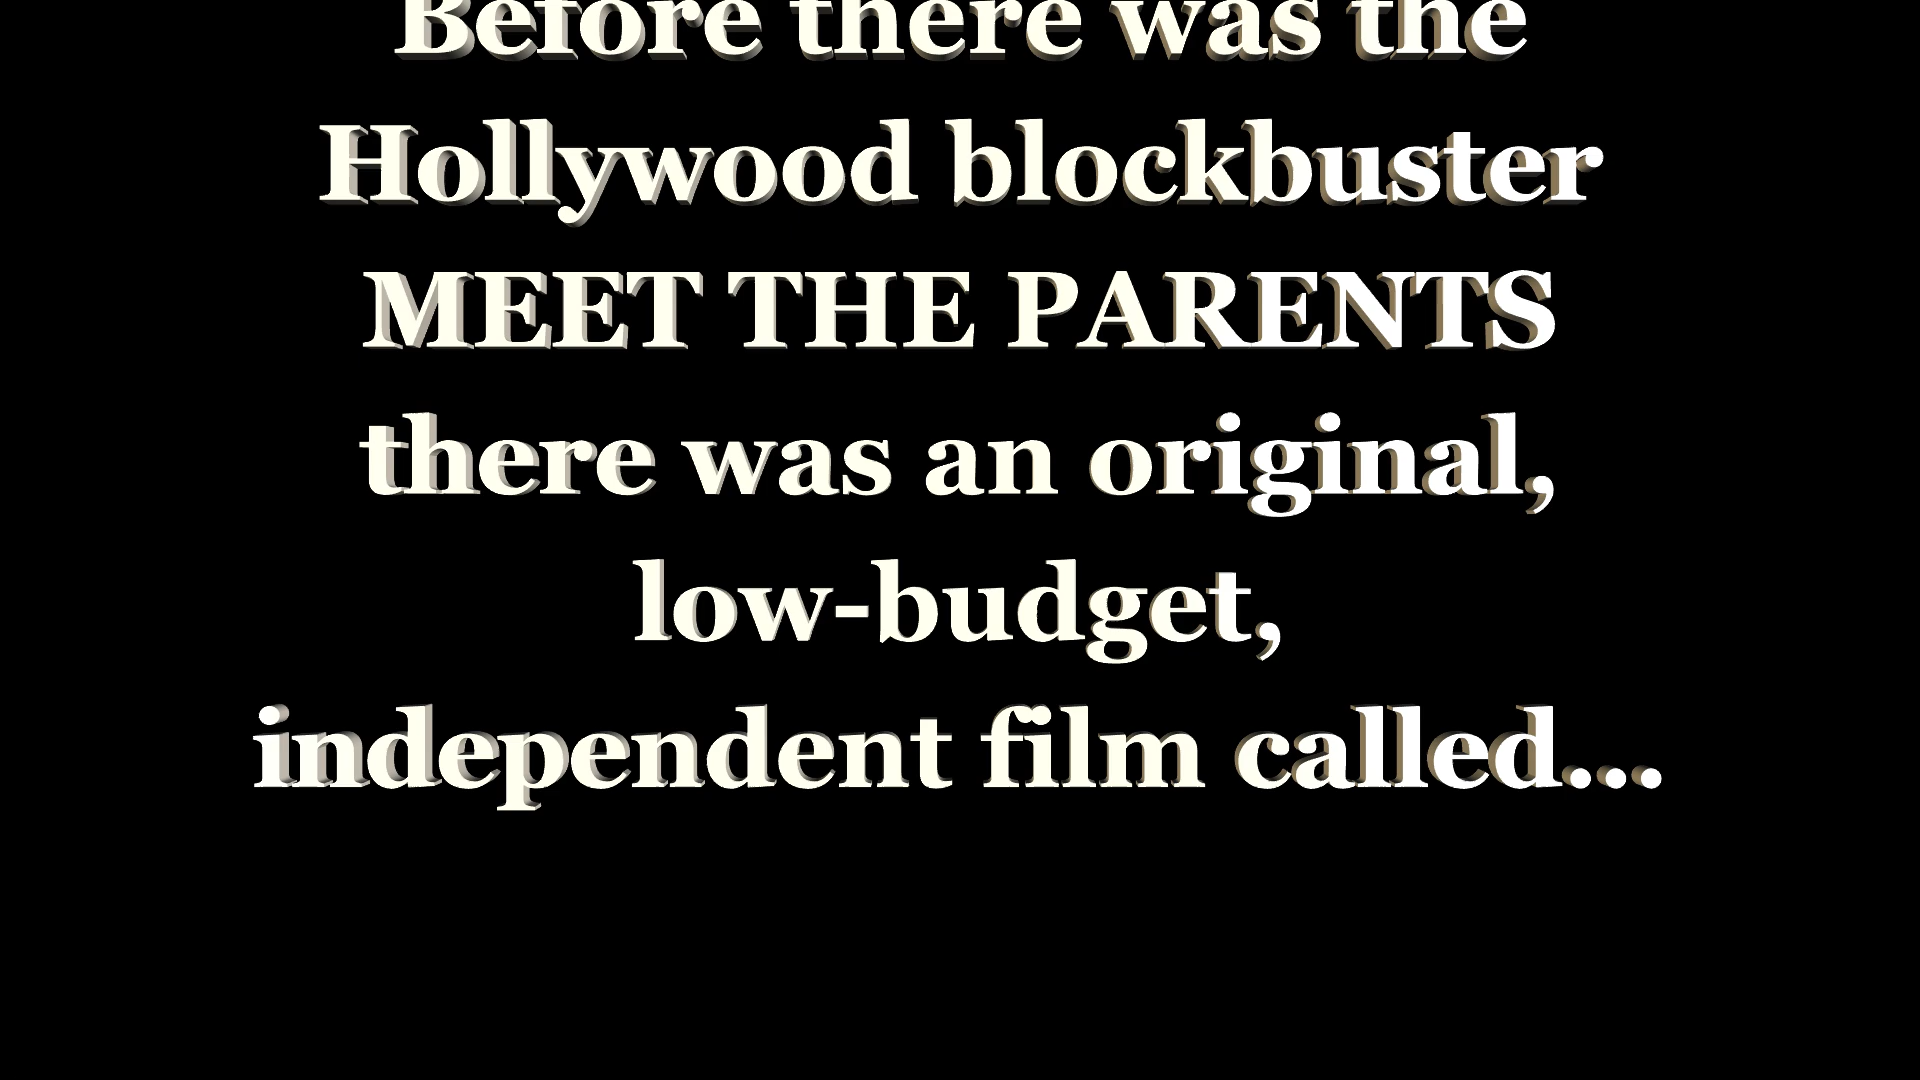 Before there was the
Hollywood blockbuster
MEET THE PARENTS
there was an original,
low-budget,
independent film called...